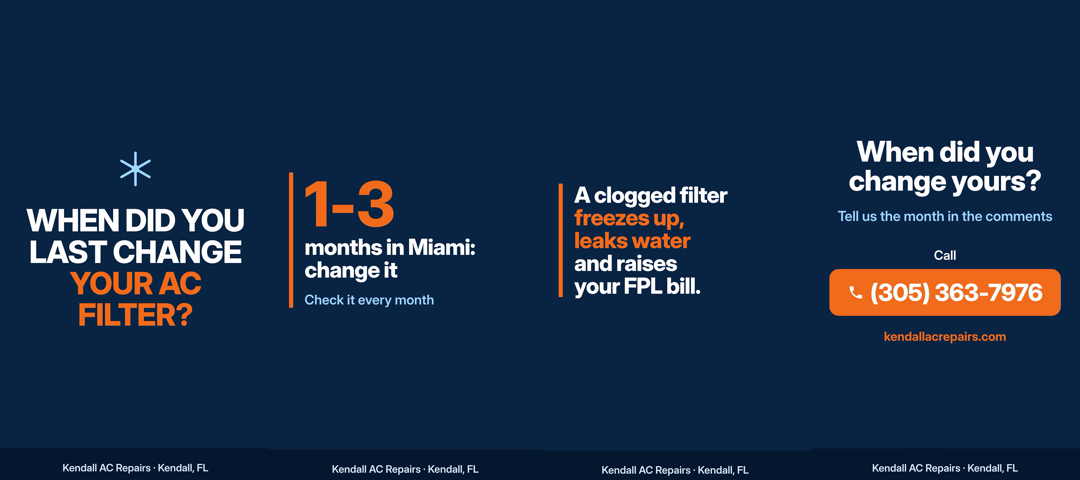 WHEN DID YOU
LAST CHANGE
YOUR AC
FILTER?
Kendall AC Repairs · Kendall, FL
1-3
months in Miami:
change it
Check it every month
Kendall AC Repairs · Kendall, FL
A clogged filter
freezes up,
leaks water
and raises
your FPL bill.
Kendall AC Repairs · Kendall, FL
When did you
change yours?
Tell us the month in the comments
Call
(305) 363-7976
kendallacrepairs.com
Kendall AC Repairs · Kendall, FL